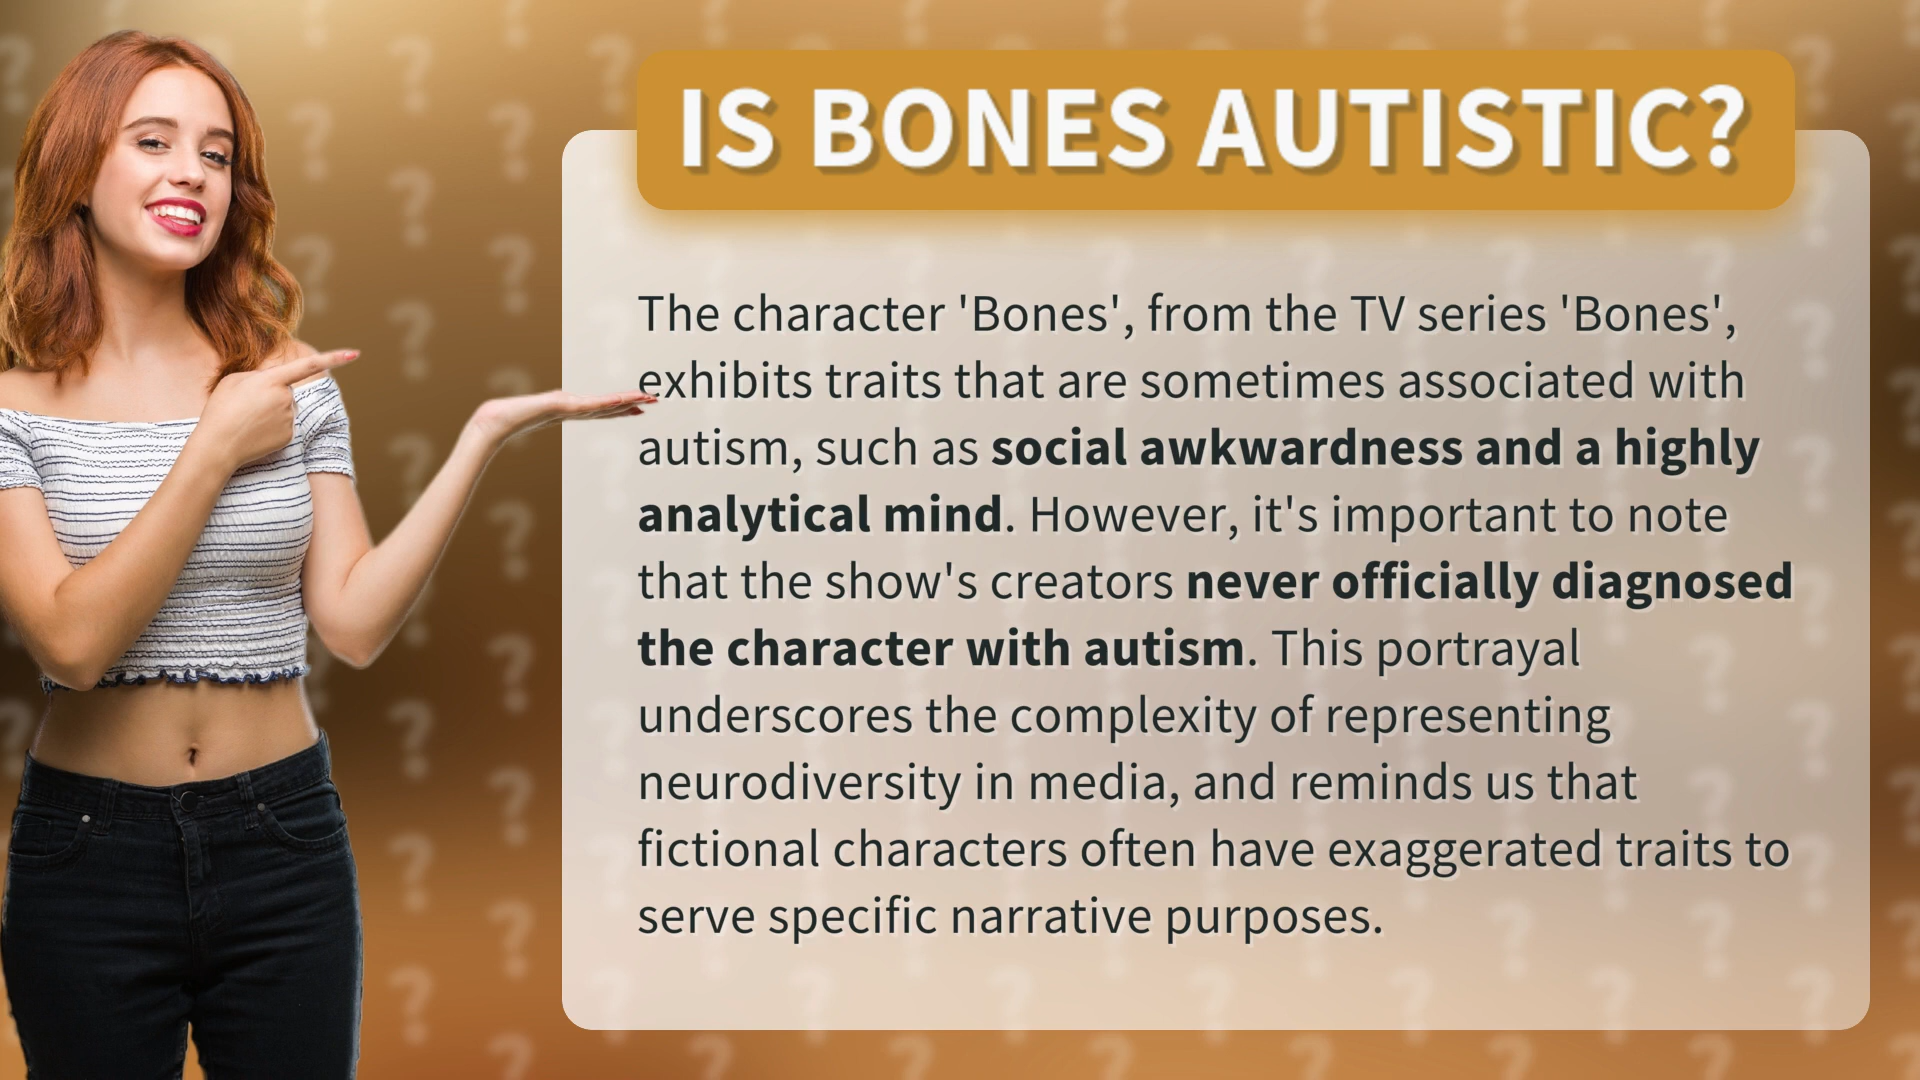 IS BONES AUTISTIC?
The character 'Bones', from the TV series 'Bones',
exhibits traits that are sometimes associated with
autism, such as social awkwardness and a highly
analytical mind. However, it's important to note
that the show's creators never officially diagnosed
the character with autism. This portrayal
underscores the complexity of representing
neurodiversity in media, and reminds us that
fictional characters often have exaggerated traits to
serve specific narrative purposes.